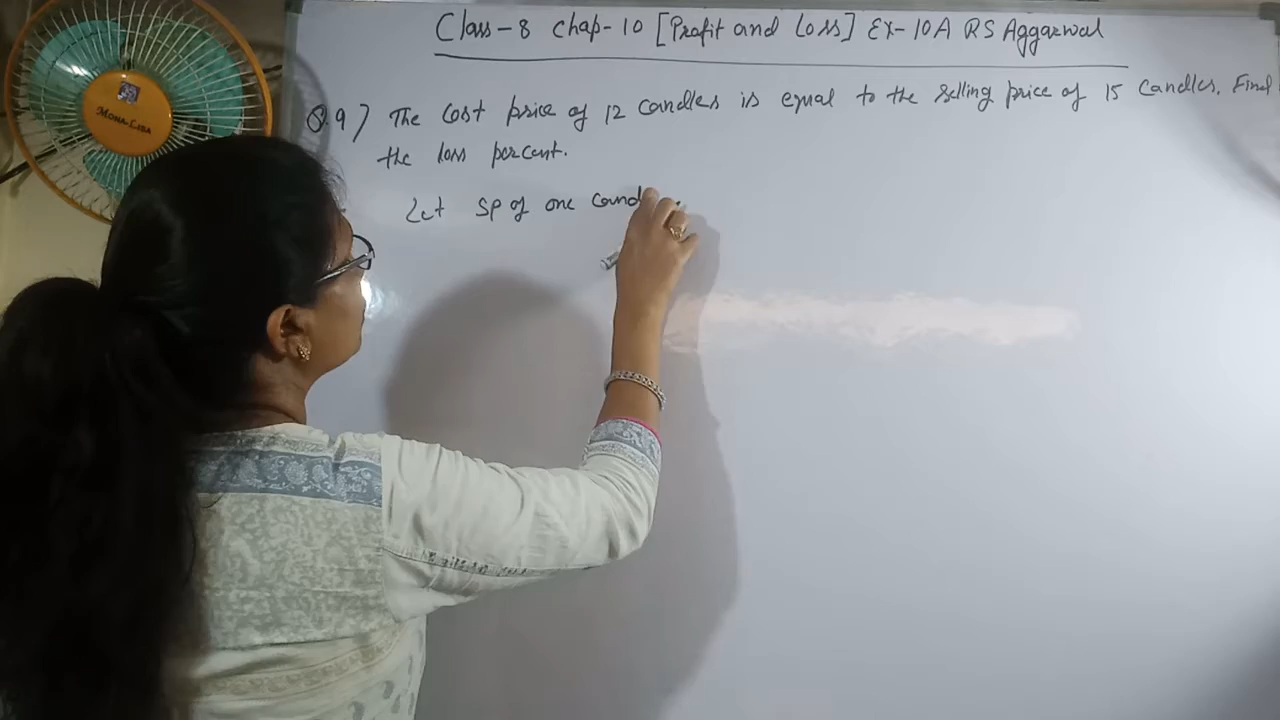 Class-8 Chap-10 [Profit and Loss] Ex-10A RS Aggarwal
Q.9) The cost price of 12 candles is equal to the selling price of 15 candles. Find
the loss percent.
Let SP of one cand
MONA-LISA